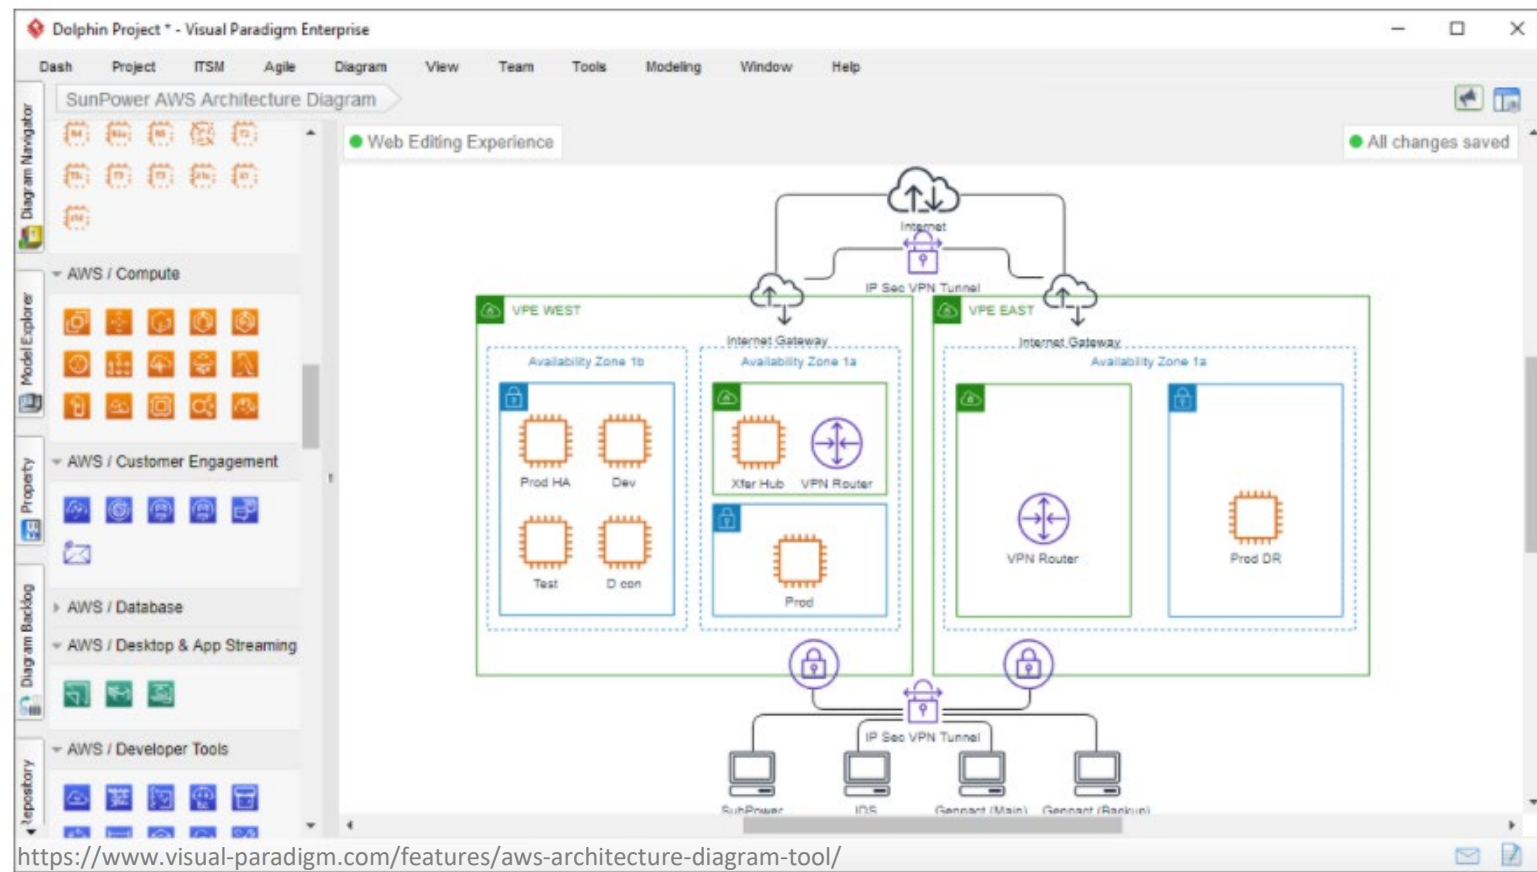 Dolphin Project * - Visual Paradigm Enterprise
Dash Project ITSM Agile Diagram View Team Tools Modeling Window Help
SunPower AWS Architecture Diagram
Diagram Navigator
Model Explorer
Property
Diagram Backlog
Repository
AWS / Compute
AWS / Customer Engagement
AWS / Database
AWS / Desktop & App Streaming
AWS / Developer Tools
Web Editing Experience
All changes saved
Internet
IP Sec VPN Tunnel
VPE WEST
VPE EAST
Internet Gateway
Internet Gateway
Availability Zone 1b
Availability Zone 1a
Availability Zone 1a
Prod HA
Dev
Xfer Hub
VPN Router
Test
D con
Prod
VPN Router
Prod DR
IP Sec VPN Tunnel
IDS
Genpact (Main)
Genpact (Backup)
https://www.visual-paradigm.com/features/aws-architecture-diagram-tool/